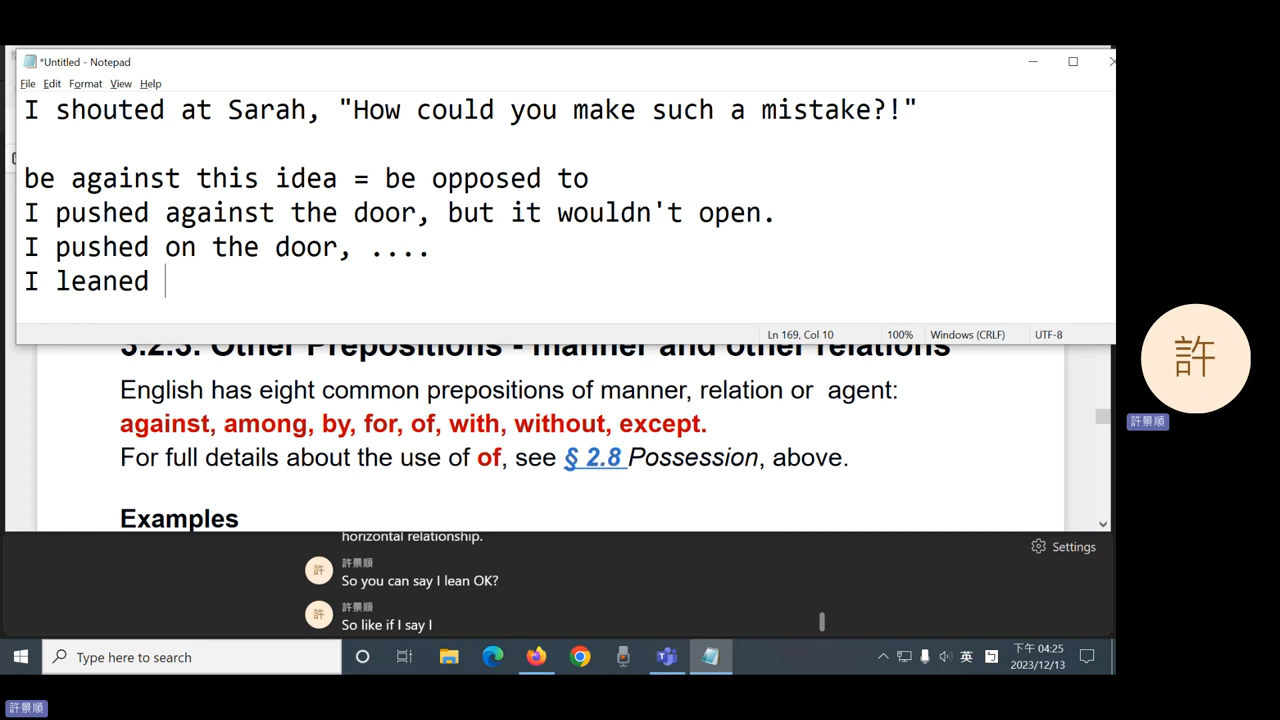 *Untitled - Notepad
File Edit Format View Help
I shouted at Sarah, "How could you make such a mistake?!"
be against this idea = be opposed to
I pushed against the door, but it wouldn't open.
I pushed on the door, ....
I leaned
Ln 169, Col 10 100% Windows (CRLF) UTF-8
3.2.3. Other Prepositions - manner and other relations
English has eight common prepositions of manner, relation or agent:
against, among, by, for, of, with, without, except.
For full details about the use of of, see § 2.8 Possession, above.
Examples
horizontal relationship.
許景順
許
So you can say I lean OK?
許景順
許
So like if I say I
Settings
許
許景順
Type here to search
英
下午 04:25
2023/12/13
許景順